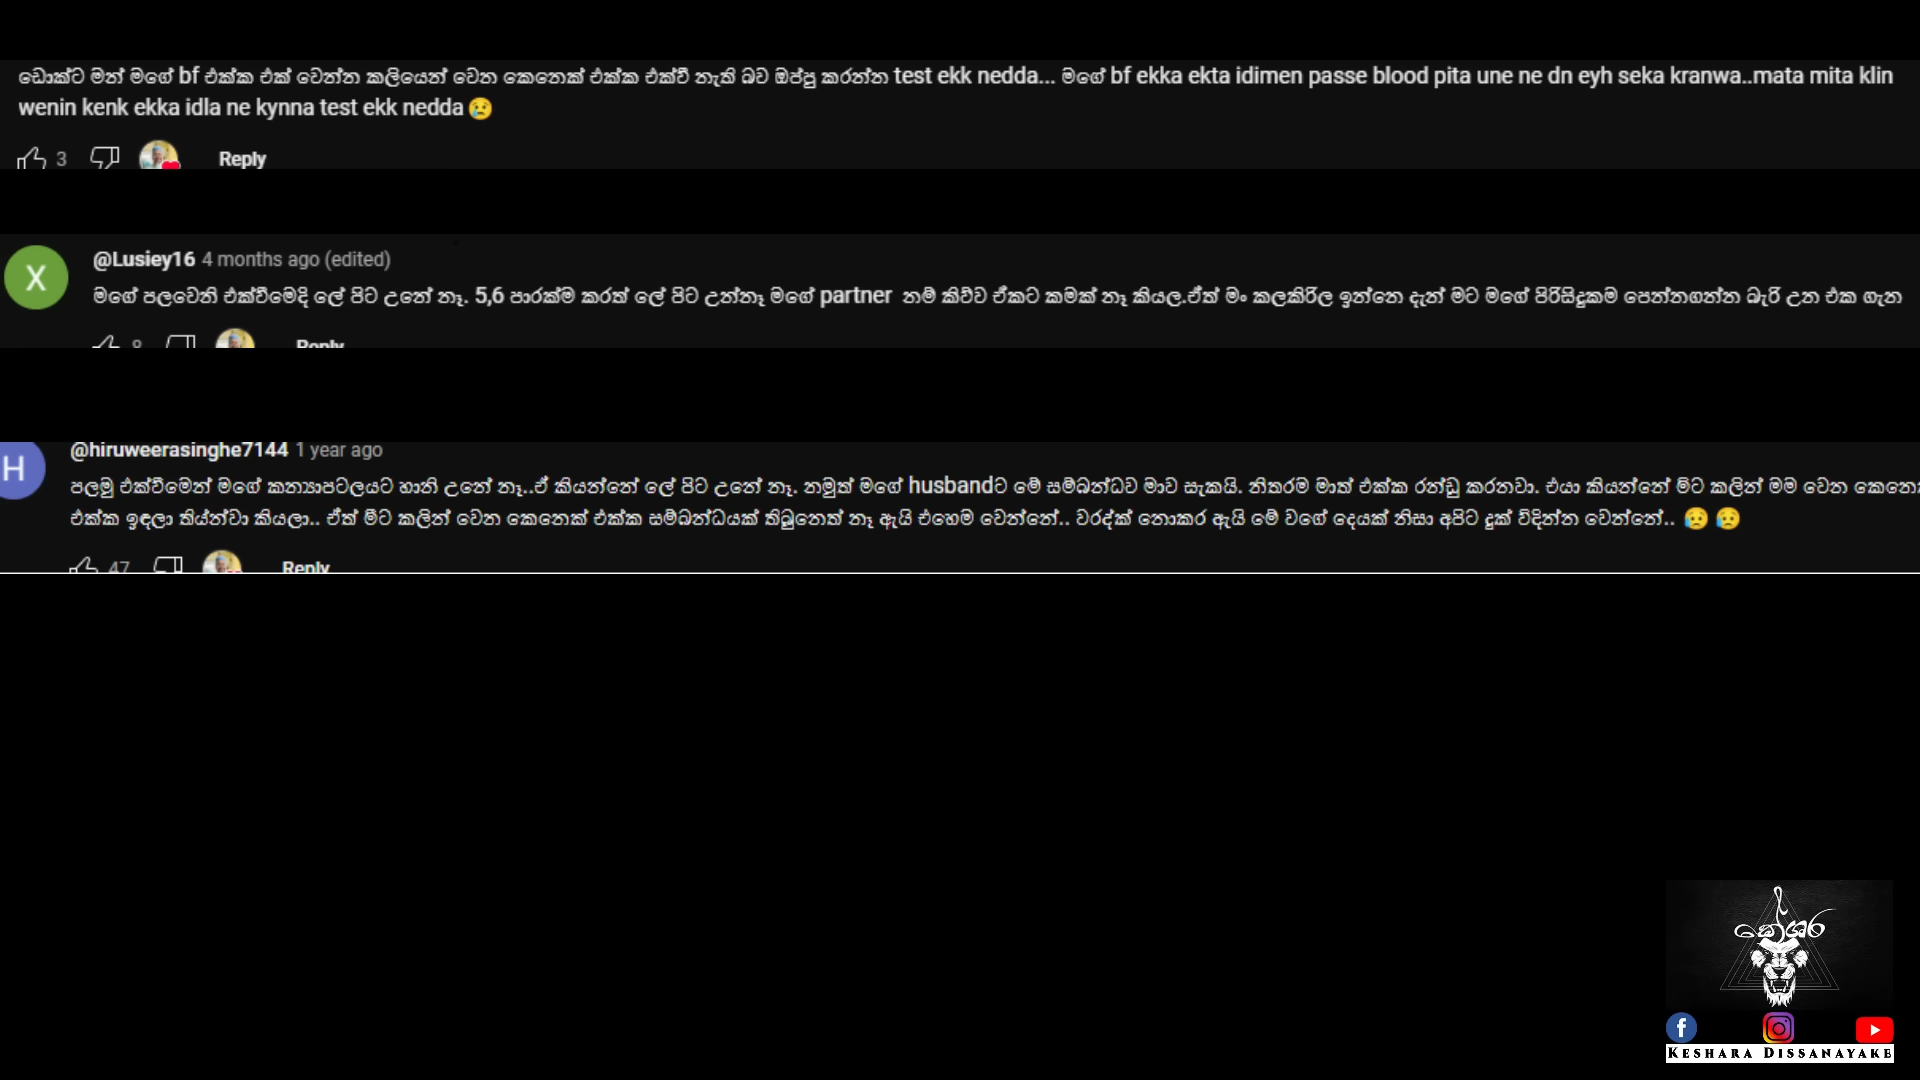 ඩොක්ට මන් මගේ bf එක්ක එක් වෙන්න කලියෙන් වෙන කෙනෙක් එක්ක එක්වී නැති බව ඔප්පු කරන්න test ekk nedda... මගේ bf ekka ekta idimen passe blood pita une ne dn eyh seka kranwa..mata mita klin
wenin kenk ekka idla ne kynna test ekk nedda 😢
3 Reply
X
@Lusiey16 4 months ago (edited)
මගේ පලවෙනි එක්වීමෙදි ලේ පිට උනේ නෑ. 5,6 පාරක්ම කරත් ලේ පිට උන්නෑ මගේ partner නම් කිව්ව ඒකට කමක් නෑ කියල.ඒත් මං කලකිරිල ඉන්නෙ දැන් මට මගේ පිරිසිදුකම පෙන්නගන්න බැරි උන එක ගැන
8 Reply
H
@hiruweerasinghe7144 1 year ago
පලමු එක්වීමෙන් මගේ කන්‍යාපටලයට හානි උනේ නෑ..ඒ කියන්නේ ලේ පිට උනේ නෑ. නමුත් මගේ husbandට මේ සම්බන්ධව මාව සැකයි. නිතරම මාත් එක්ක රන්ඩු කරනවා. එයා කියන්නේ මිට කලින් මම වෙන
එක්ක ඉඳලා තිය්න්වා කියලා.. ඒත් මීට කලින් වෙන කෙනෙක් එක්ක සම්බන්ධයක් තිබුනෙත් නෑ ඇයි එහෙම වෙන්නේ.. වරද්ක් නොකර ඇයි මේ වගේ දෙයක් නිසා අපිට දුක් විදින්න වෙන්නේ.. 😥 😥
47 Reply
කේශර
KESHARA DISSANAYAKE